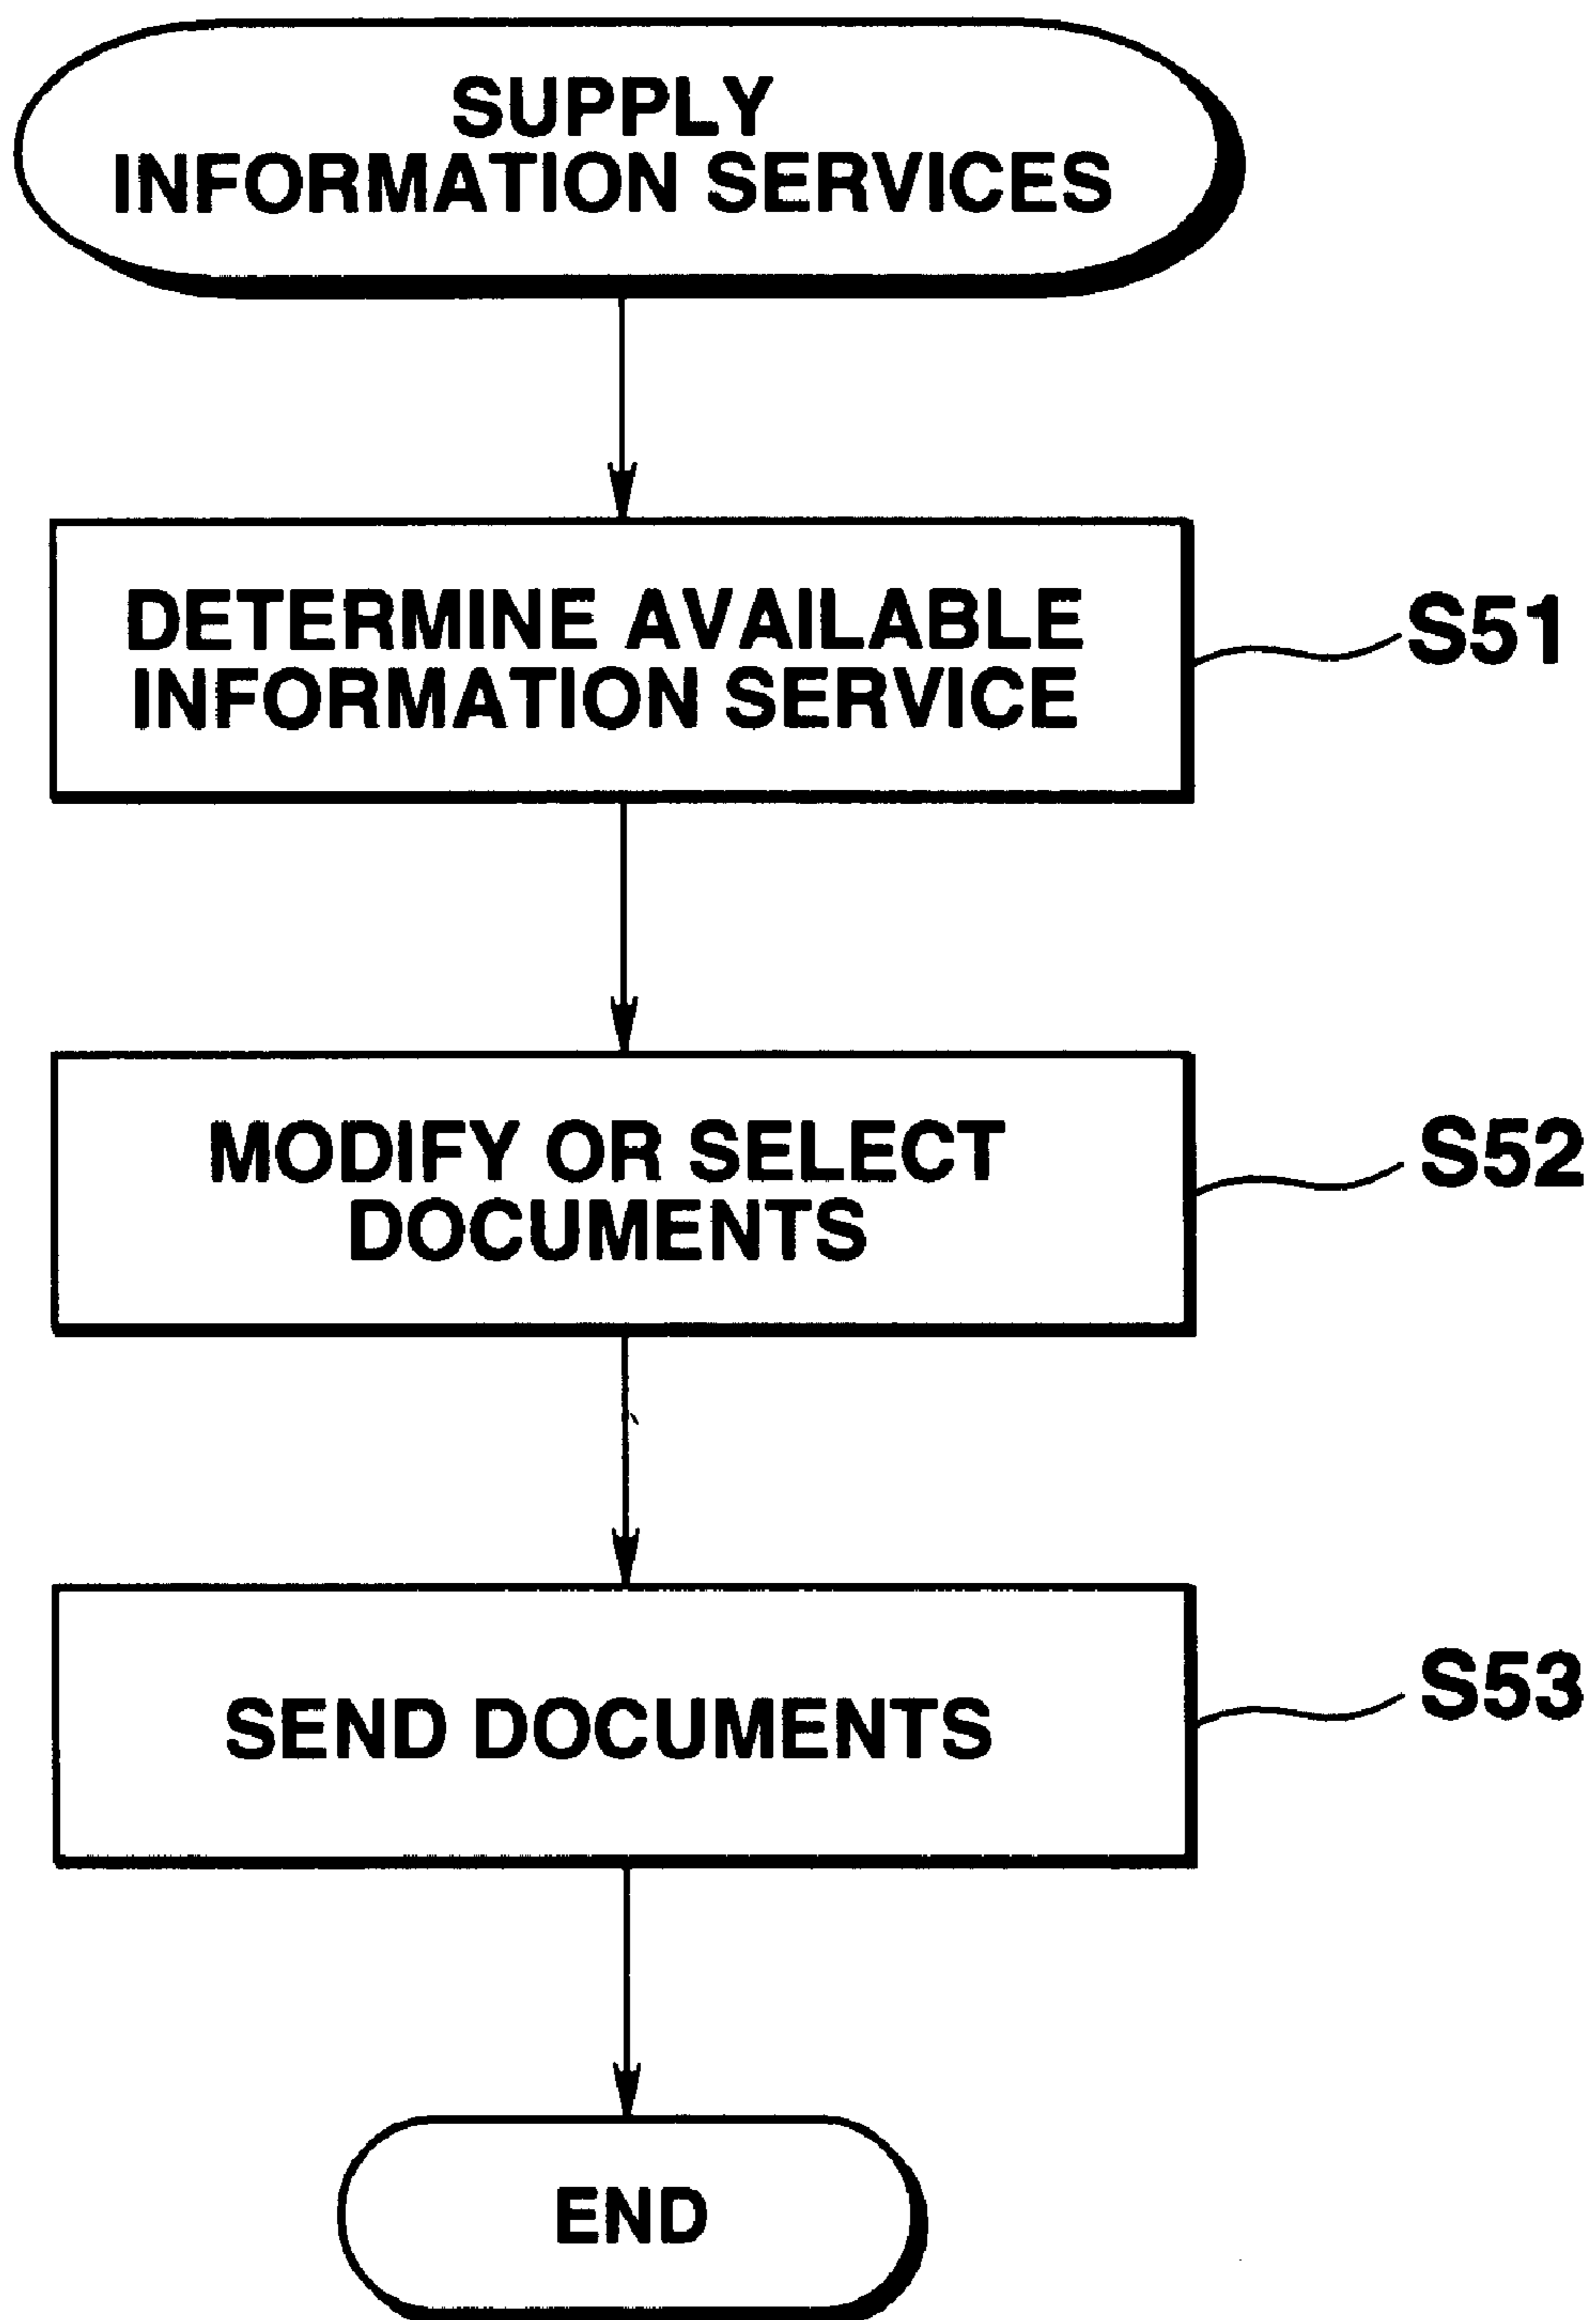 SUPPLY
INFORMATION SERVICES
DETERMINE AVAILABLE
INFORMATION SERVICE
S51
MODIFY OR SELECT
DOCUMENTS
S52
SEND DOCUMENTS
S53
END